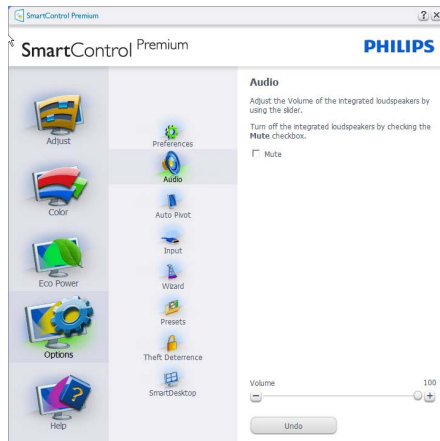 SmartControl Premium
SmartControl Premium
PHILIPS
Adjust
Color
Eco Power
Options
Help
Preferences
Audio
Auto Pivot
Input
Wizard
Presets
Theft Deterrence
SmartDesktop
Audio
Adjust the Volume of the integrated loudspeakers by
using the slider.
Turn off the integrated loudspeakers by checking the
Mute checkbox.
Mute
Volume 100
Undo